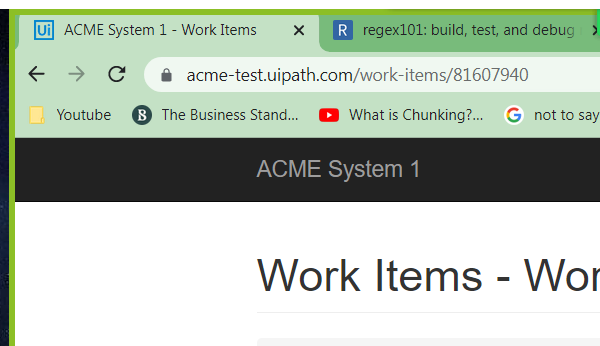 Ui ACME System 1 - Work Items R regex101: build, test, and debug
acme-test.uipath.com/work-items/81607940
Youtube B The Business Stand... What is Chunking?... G not to say
ACME System 1
Work Items - Wor